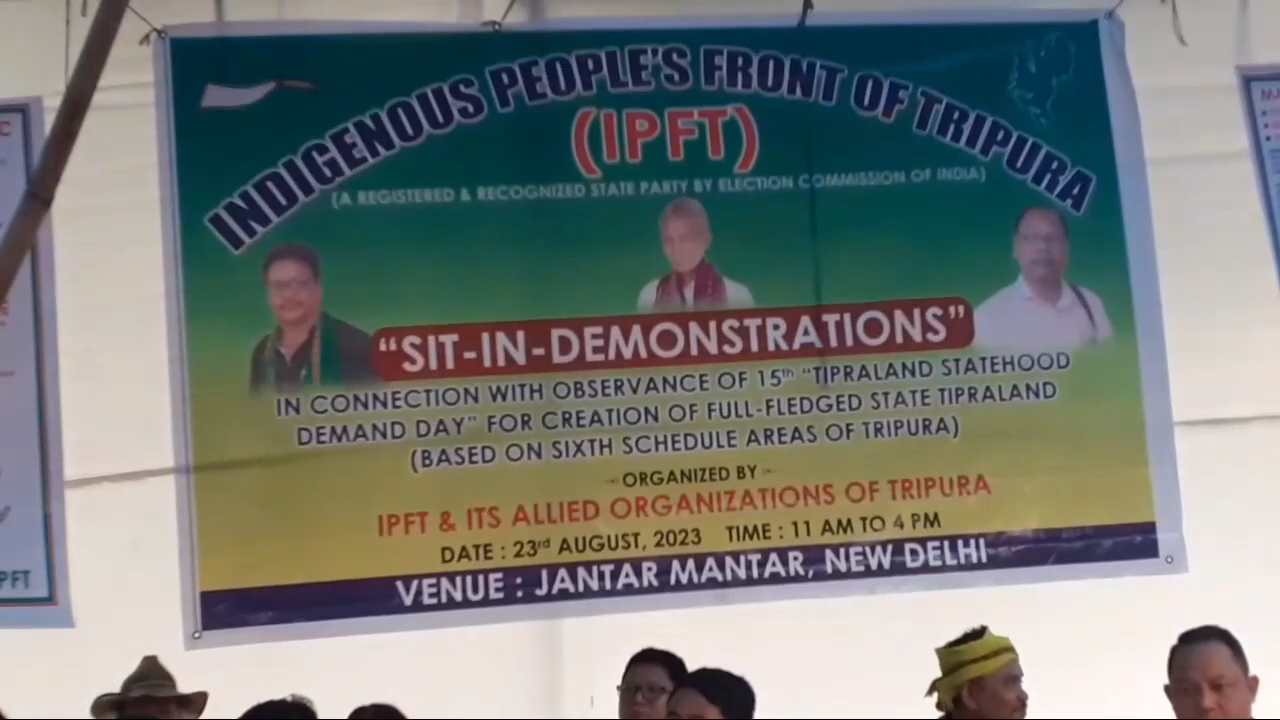 INDIGENOUS PEOPLE'S FRONT OF TRIPURA
(IPFT)
(A REGISTERED & RECOGNIZED STATE PARTY BY ELECTION COMMISSION OF INDIA)
"SIT-IN-DEMONSTRATIONS"
IN CONNECTION WITH OBSERVANCE OF 15th "TIPRALAND STATEHOOD
DEMAND DAY" FOR CREATION OF FULL-FLEDGED STATE TIPRALAND
(BASED ON SIXTH SCHEDULE AREAS OF TRIPURA)
ORGANIZED BY
IPFT & ITS ALLIED ORGANIZATIONS OF TRIPURA
DATE : 23rd AUGUST, 2023 TIME : 11 AM TO 4 PM
VENUE : JANTAR MANTAR, NEW DELHI